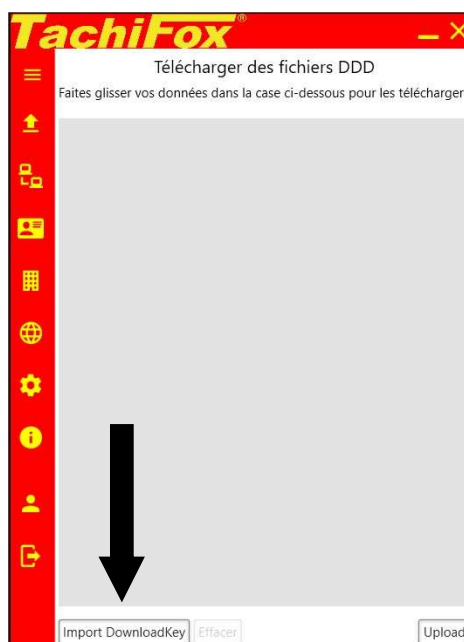 TachiFox®
Télécharger des fichiers DDD
Faites glisser vos données dans la case ci-dessous pour les télécharger
Import DownloadKey Effacer Upload